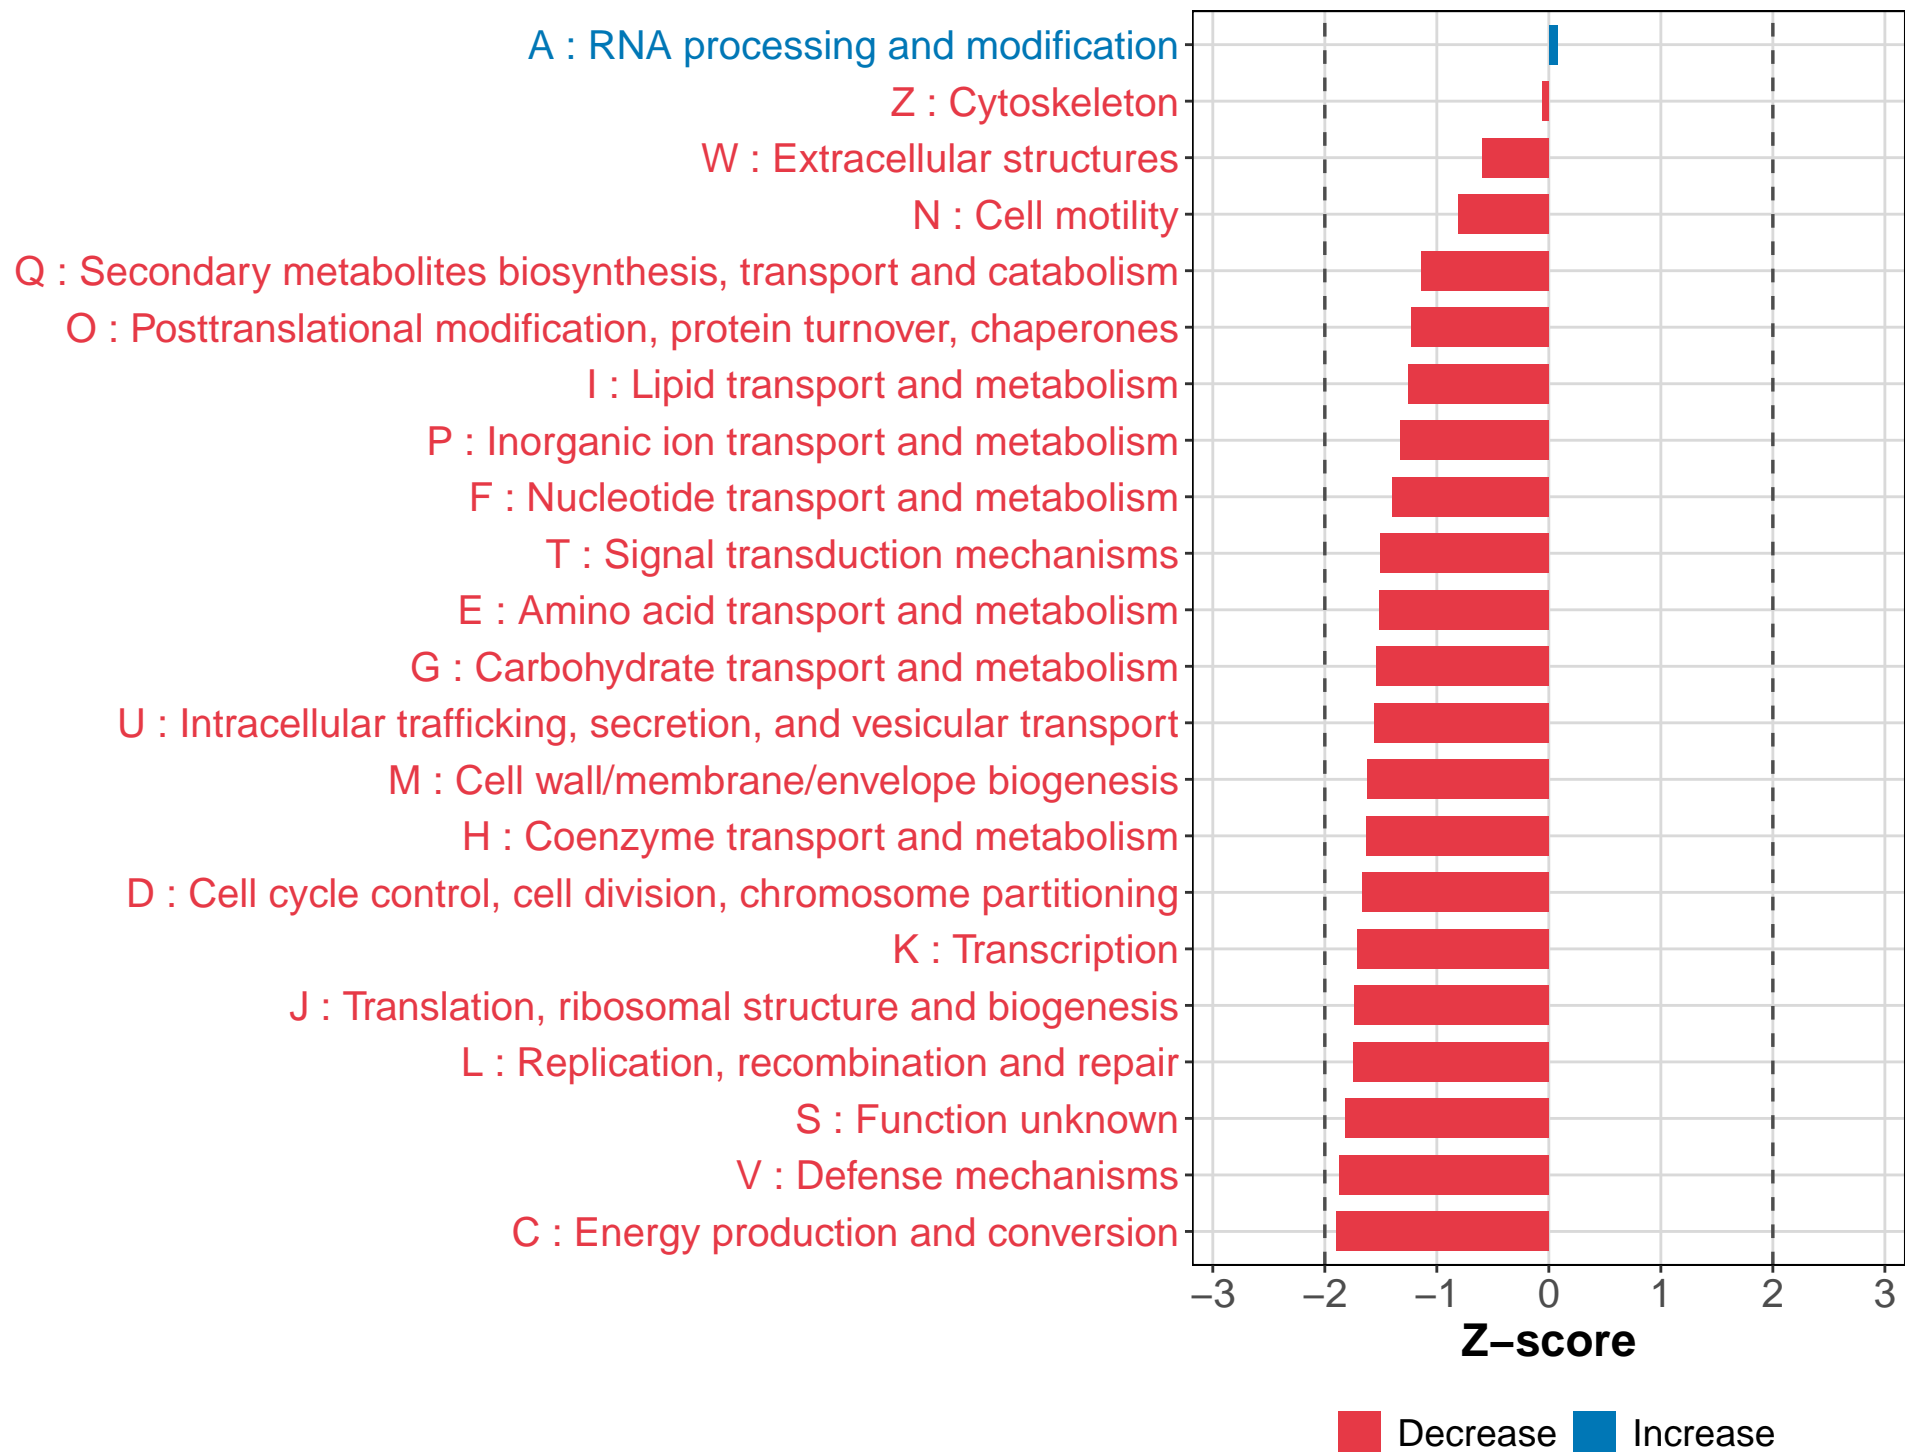 A : RNA processing and modification
Z : Cytoskeleton
W : Extracellular structures
N : Cell motility
Q : Secondary metabolites biosynthesis, transport and catabolism
O : Posttranslational modification, protein turnover, chaperones
I : Lipid transport and metabolism
P : Inorganic ion transport and metabolism
F : Nucleotide transport and metabolism
T : Signal transduction mechanisms
E : Amino acid transport and metabolism
G : Carbohydrate transport and metabolism
U : Intracellular trafficking, secretion, and vesicular transport
M : Cell wall/membrane/envelope biogenesis
H : Coenzyme transport and metabolism
D : Cell cycle control, cell division, chromosome partitioning
K : Transcription
J : Translation, ribosomal structure and biogenesis
L : Replication, recombination and repair
S : Function unknown
V : Defense mechanisms
C : Energy production and conversion
−3 −2 −1 0 1 2 3
Z−score
Decrease Increase